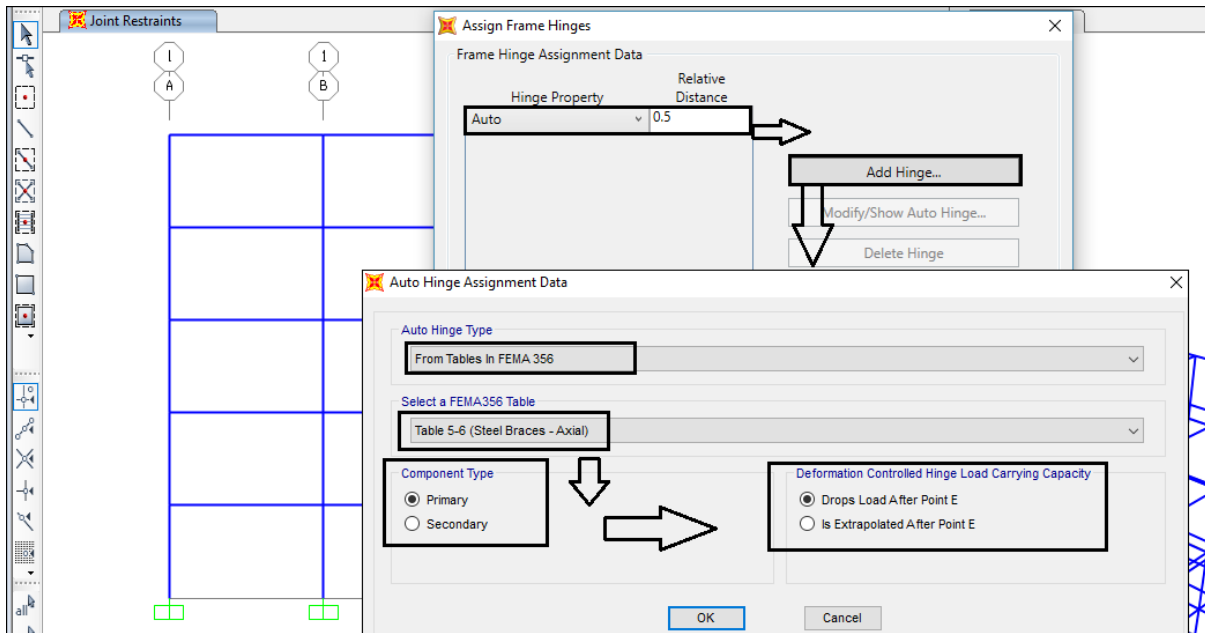 Joint Restraints
Assign Frame Hinges
Frame Hinge Assignment Data
Relative
Hinge Property Distance
Auto 0.5
Add Hinge...
Modify/Show Auto Hinge...
Delete Hinge
1
A B
Auto Hinge Assignment Data
Auto Hinge Type
From Tables In FEMA 356
Select a FEMA356 Table
Table 5-6 (Steel Braces - Axial)
Component Type
Primary
Secondary
Deformation Controlled Hinge Load Carrying Capacity
Drops Load After Point E
Is Extrapolated After Point E
OK Cancel
all